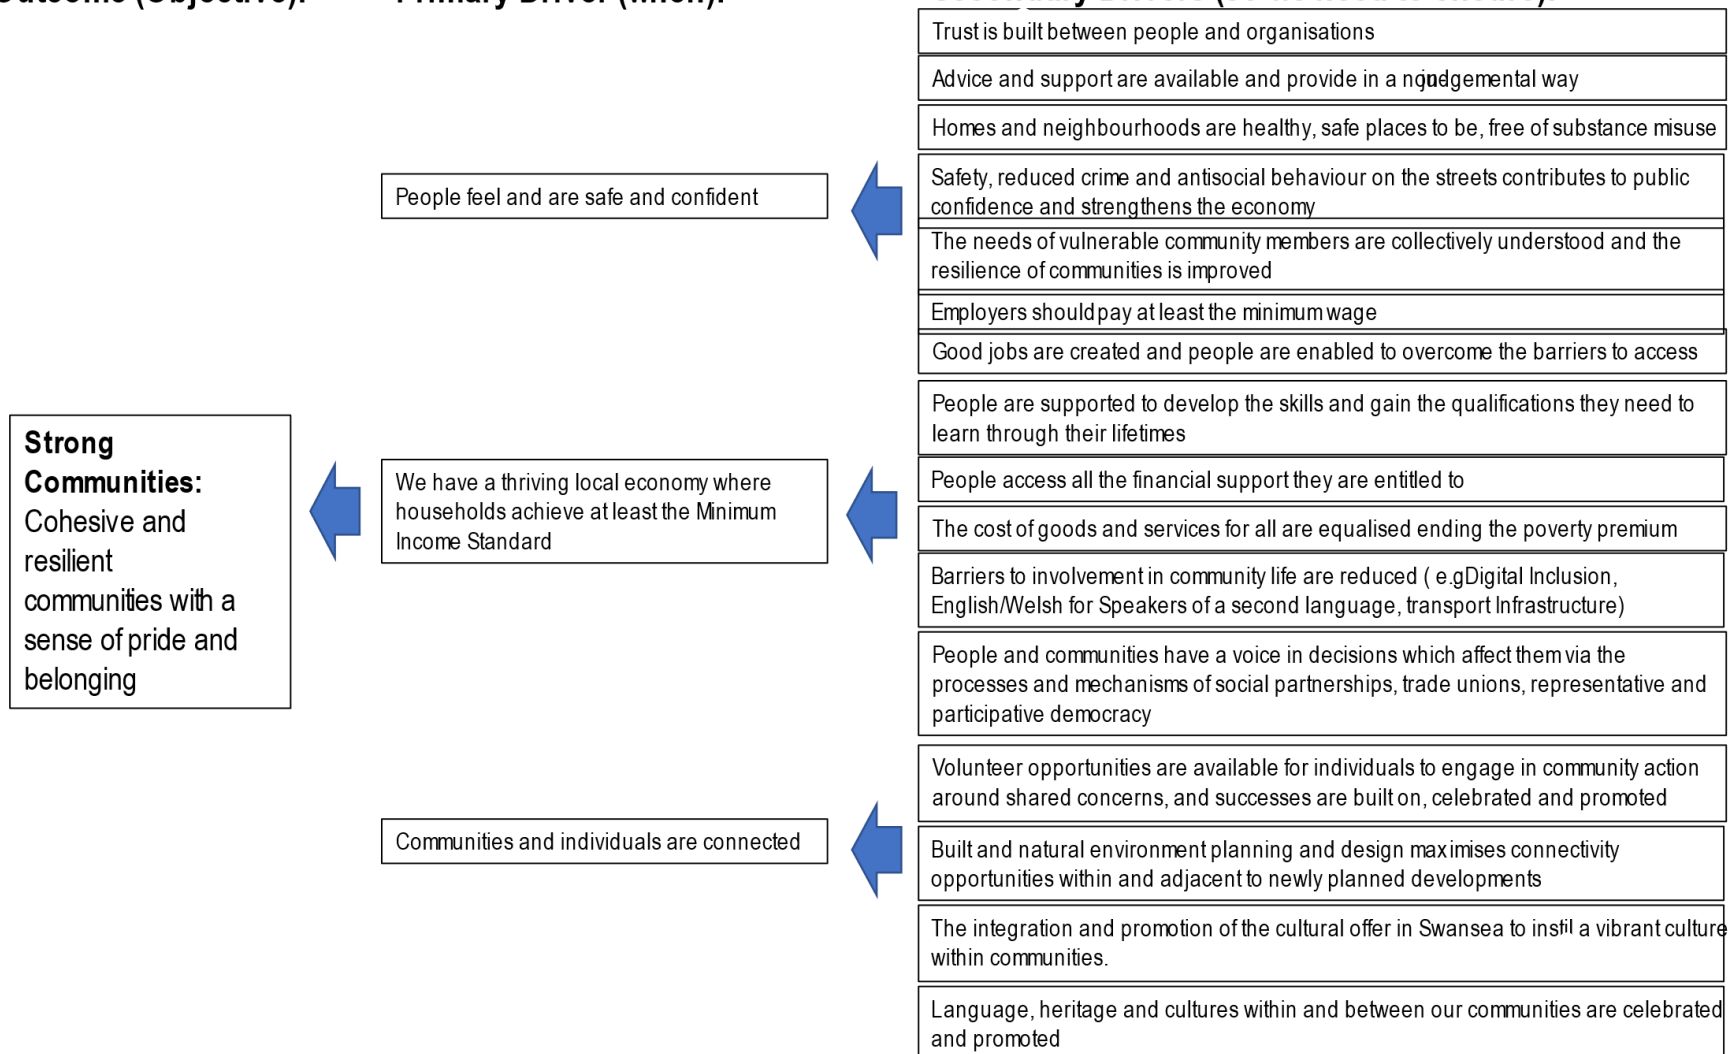 Outcome (Objective): Primary Driver (when): Secondary Drivers (so we need to ensure):
Trust is built between people and organisations
Advice and support are available and provide in a nonjudgemental way
Homes and neighbourhoods are healthy, safe places to be, free of substance misuse
Safety, reduced crime and antisocial behaviour on the streets contributes to public
confidence and strengthens the economy
People feel and are safe and confident
The needs of vulnerable community members are collectively understood and the
resilience of communities is improved
Employers should pay at least the minimum wage
Good jobs are created and people are enabled to overcome the barriers to access
People are supported to develop the skills and gain the qualifications they need to
learn through their lifetimes
Strong
Communities:
Cohesive and
resilient
communities with a
sense of pride and
belonging
We have a thriving local economy where
households achieve at least the Minimum
Income Standard
People access all the financial support they are entitled to
The cost of goods and services for all are equalised ending the poverty premium
Barriers to involvement in community life are reduced ( e.gDigital Inclusion,
English/Welsh for Speakers of a second language, transport Infrastructure)
People and communities have a voice in decisions which affect them via the
processes and mechanisms of social partnerships, trade unions, representative and
participative democracy
Volunteer opportunities are available for individuals to engage in community action
around shared concerns, and successes are built on, celebrated and promoted
Communities and individuals are connected
Built and natural environment planning and design maximises connectivity
opportunities within and adjacent to newly planned developments
The integration and promotion of the cultural offer in Swansea to instil a vibrant culture
within communities.
Language, heritage and cultures within and between our communities are celebrated
and promoted